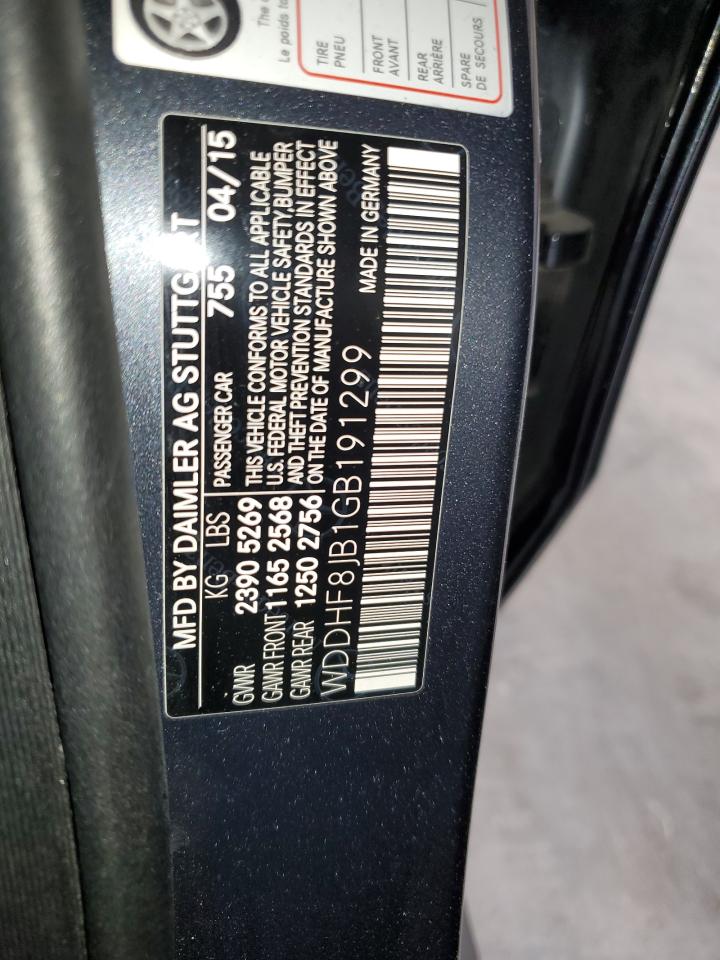 The
Le poids to
TIRE
PNEU
FRONT
AVANT
REAR
ARRIÈRE
SPARE
DE SECOURS
MFD BY DAIMLER AG STUTTGART
KG LBS PASSENGER CAR 755 04/15
GVWR 2390 5269
GAWR FRONT 1165 2568
GAWR REAR 1250 2756
THIS VEHICLE CONFORMS TO ALL APPLICABLE
U.S. FEDERAL MOTOR VEHICLE SAFETY, BUMPER
AND THEFT PREVENTION STANDARDS IN EFFECT
ON THE DATE OF MANUFACTURE SHOWN ABOVE
WDDHF8JB1GB191299 MADE IN GERMANY